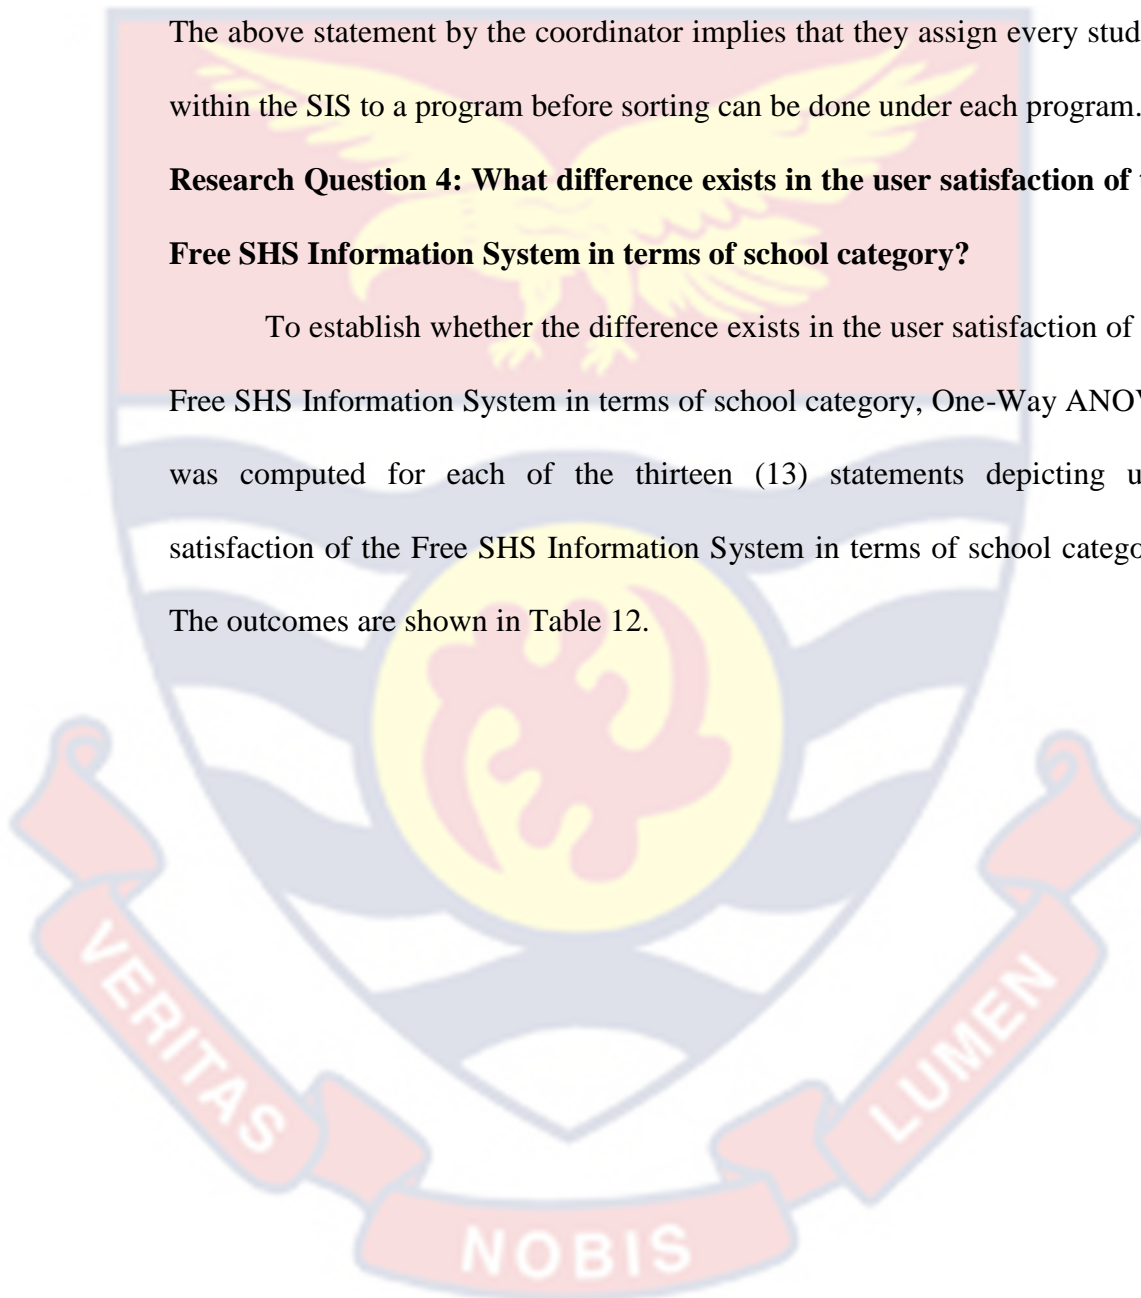 The above statement by the coordinator implies that they assign every stud
within the SIS to a program before sorting can be done under each program.
Research Question 4: What difference exists in the user satisfaction of
Free SHS Information System in terms of school category?
To establish whether the difference exists in the user satisfaction of
Free SHS Information System in terms of school category, One-Way ANOV
was computed for each of the thirteen (13) statements depicting u
satisfaction of the Free SHS Information System in terms of school catego
The outcomes are shown in Table 12.
VERITAS
NOBIS
LUMEN